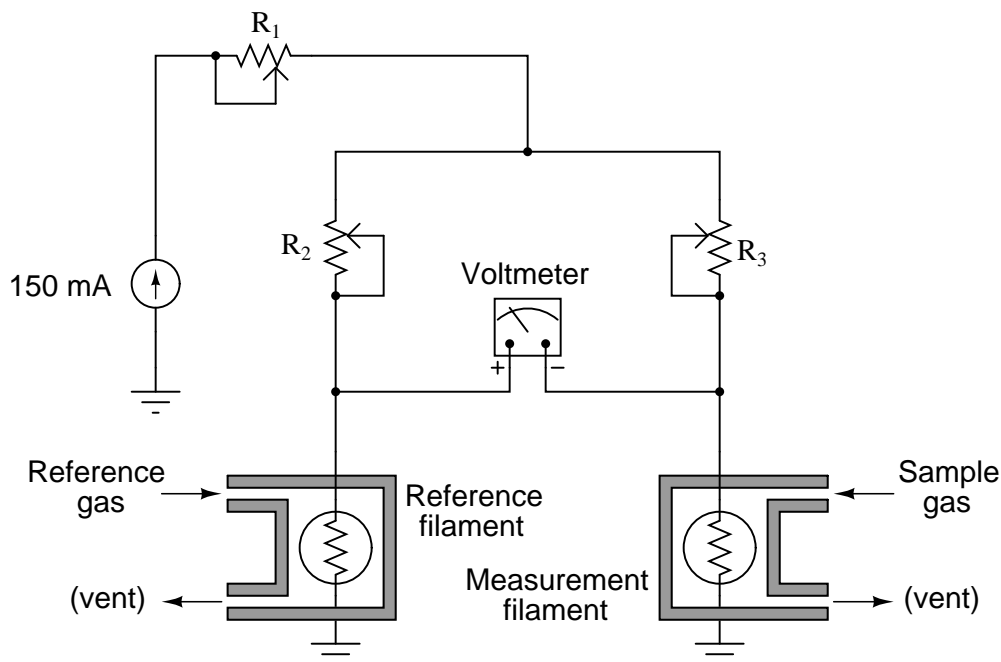 R1
R2
R3
150 mA
Voltmeter
+ −
Reference
gas
Reference
filament
(vent)
Sample
gas
Measurement
filament
(vent)